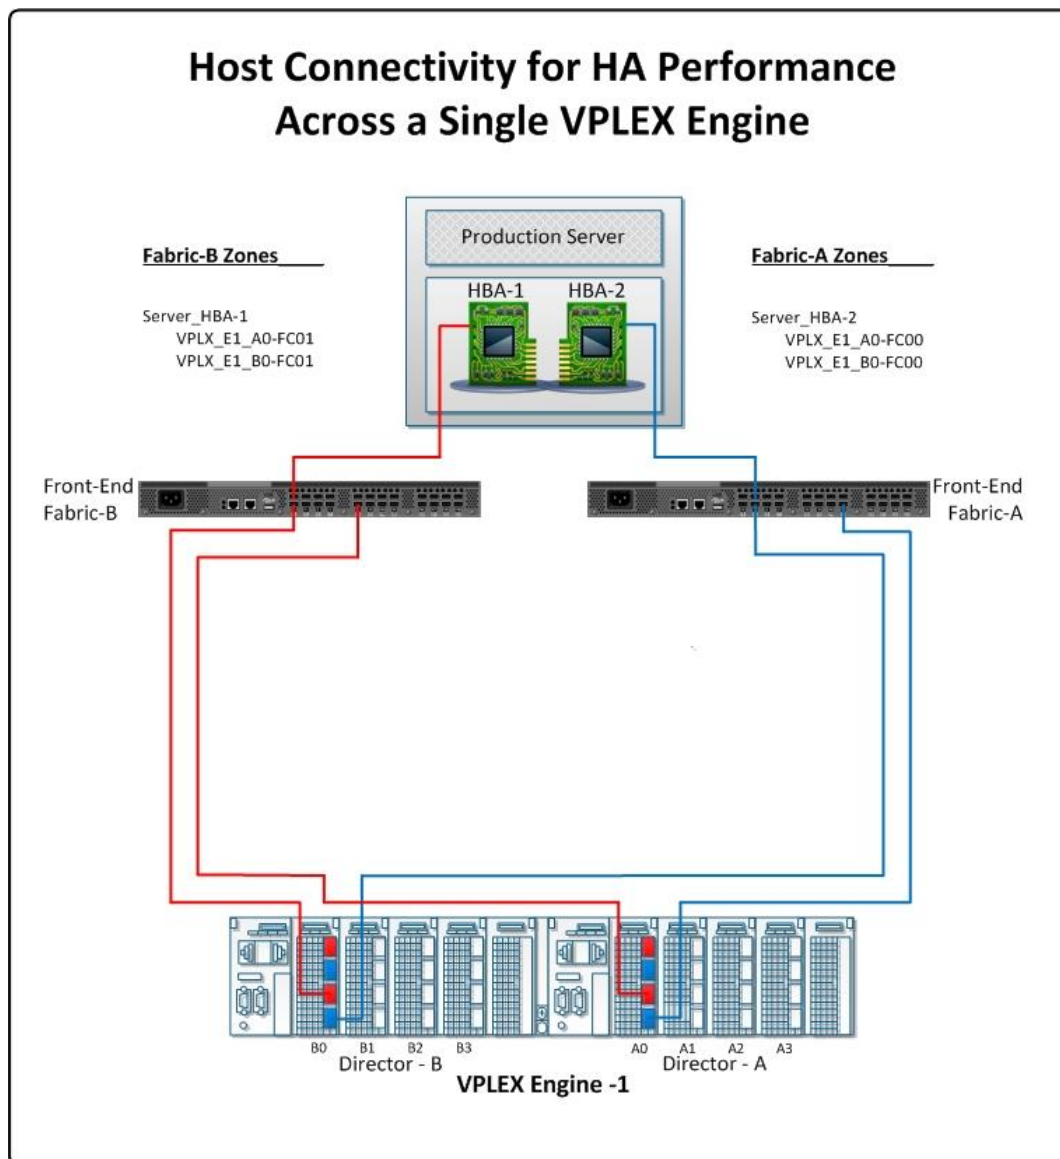 Host Connectivity for HA Performance
Across a Single VPLEX Engine
Production Server
HBA-1 HBA-2
Fabric-B Zones____
Server_HBA-1
VPLX_E1_A0-FC01
VPLX_E1_B0-FC01
Fabric-A Zones____
Server_HBA-2
VPLX_E1_A0-FC00
VPLX_E1_B0-FC00
Front-End
Fabric-B
Front-End
Fabric-A
B0 B1 B2 B3
Director - B
A0 A1 A2 A3
Director - A
VPLEX Engine -1